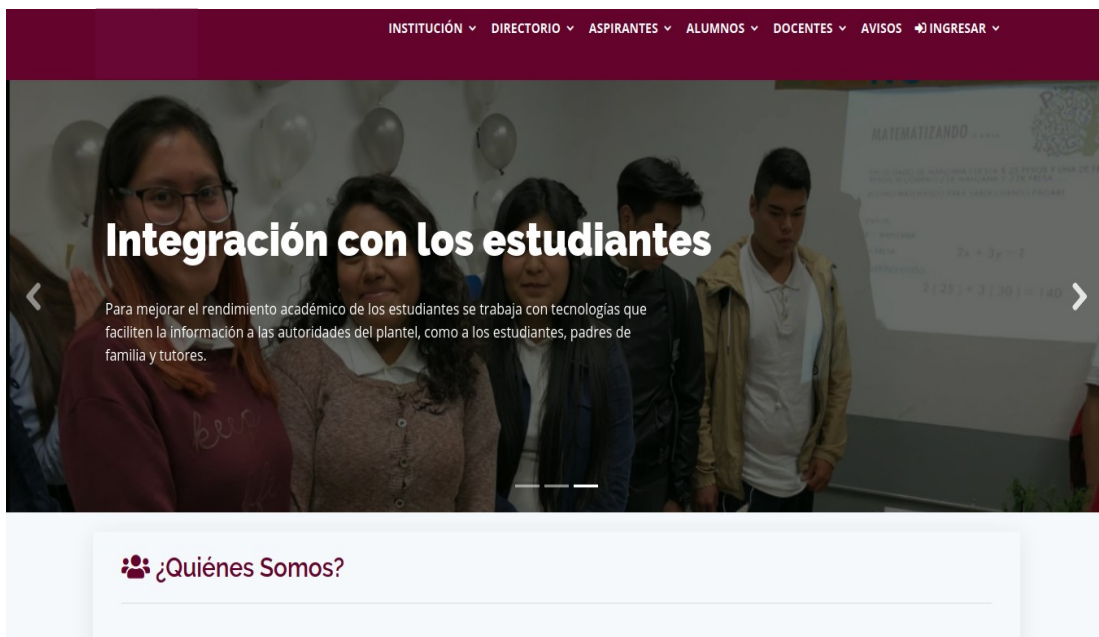 INSTITUCIÓN DIRECTORIO ASPIRANTES ALUMNOS DOCENTES AVISOS INGRESAR
MATEMATIZANDO ......
Integración con los estudiantes
7x + 3y = ?
Para mejorar el rendimiento académico de los estudiantes se trabaja con tecnologías que
faciliten la información a las autoridades del plantel, como a los estudiantes, padres de
familia y tutores.
¿Quiénes Somos?